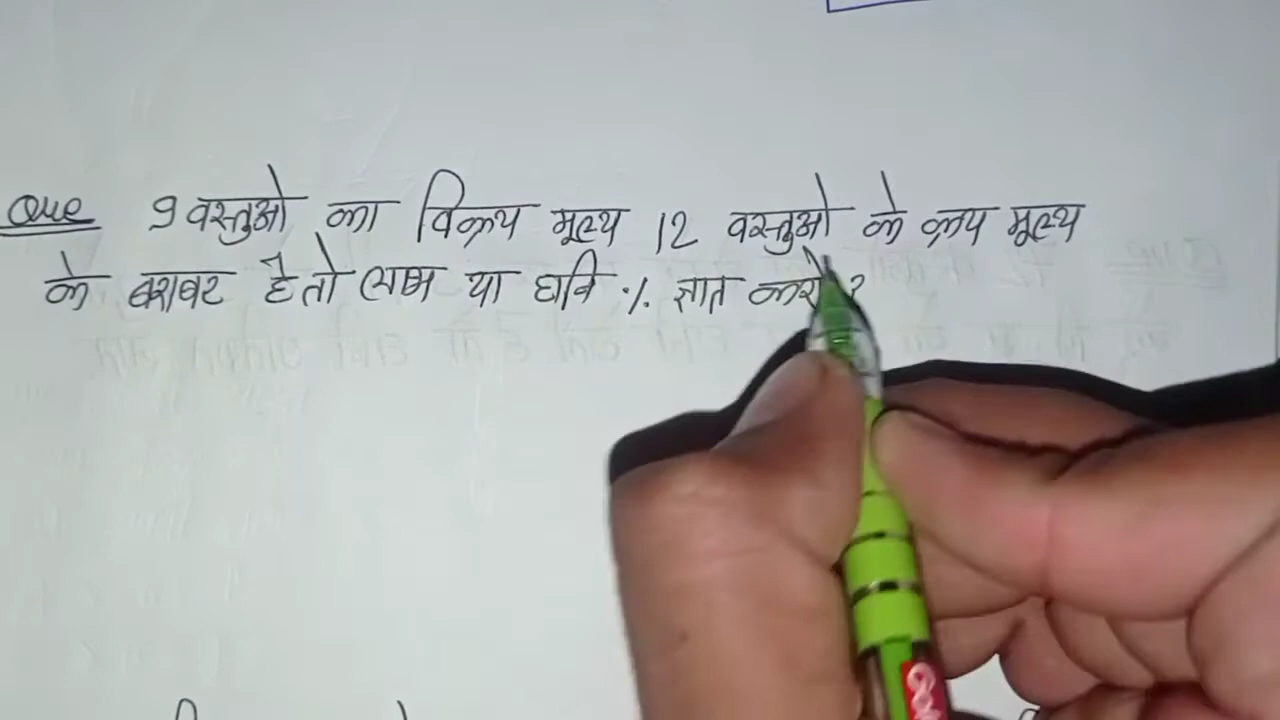 Que 9 वस्तुओ का विक्रय मूल्य 12 वस्तुओ के क्रय मूल्य
के बराबर है तो लाभ या हानि % ज्ञात करो ?